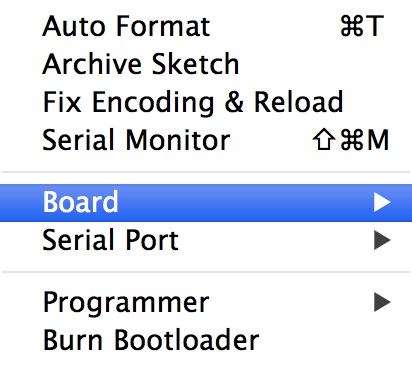 Auto Format ⌘T
Archive Sketch
Fix Encoding & Reload
Serial Monitor ⇧⌘M
Board
Serial Port
Programmer
Burn Bootloader